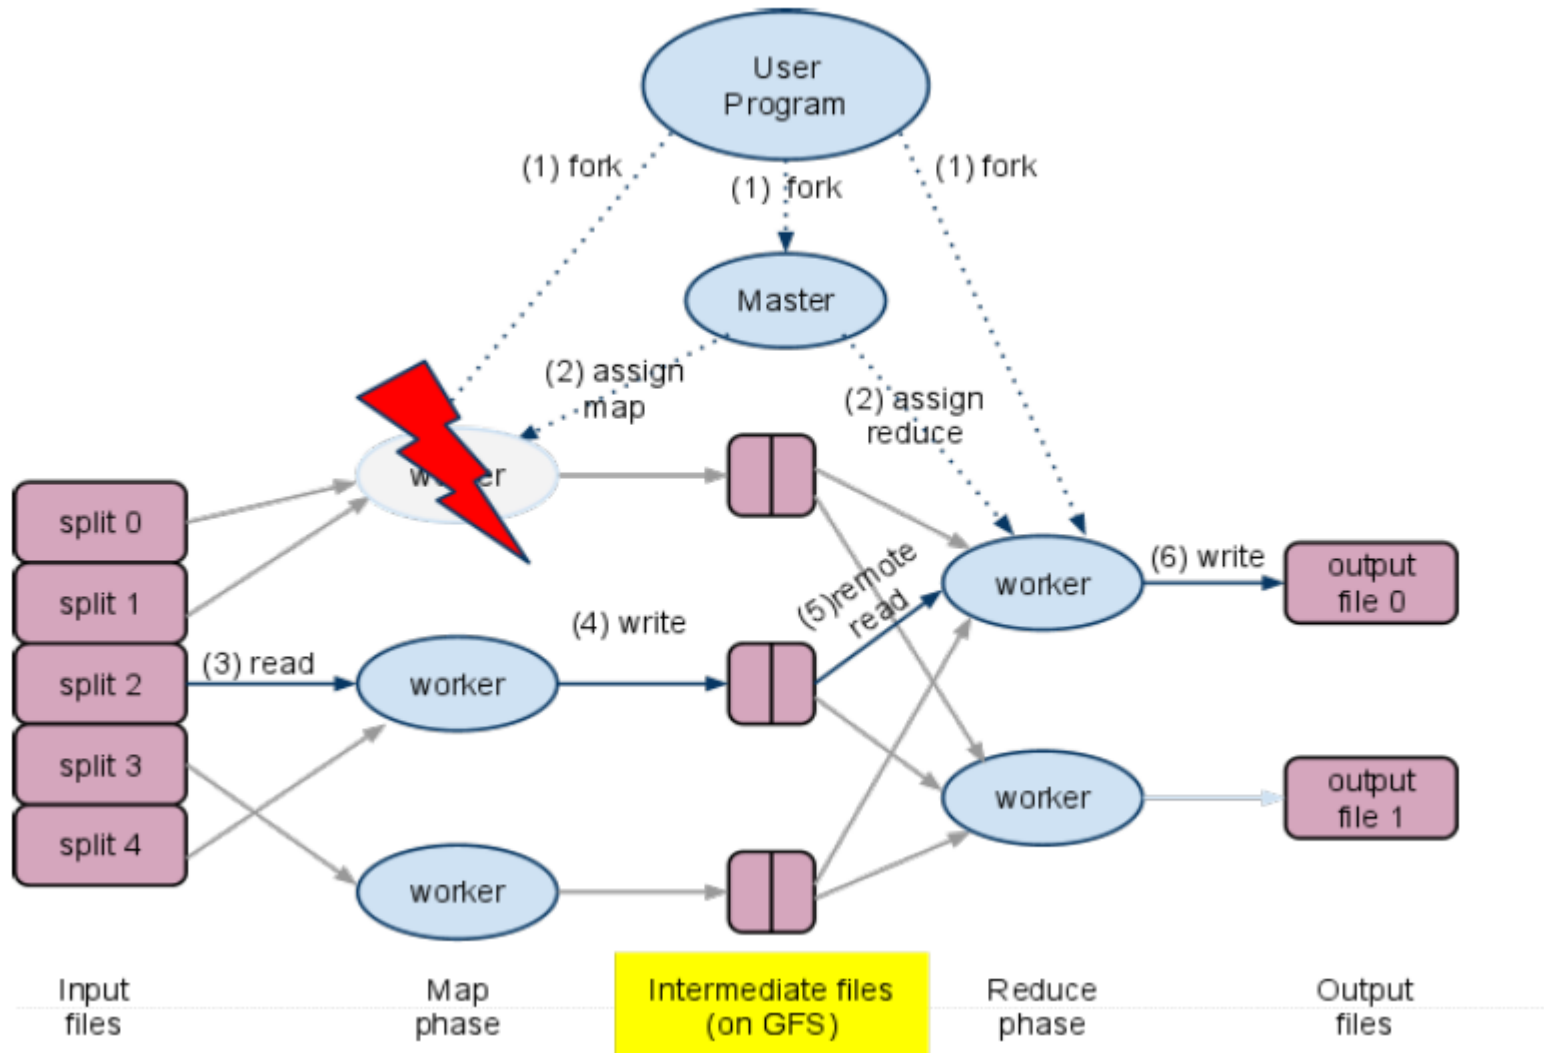 User
Program
(1) fork
(1) fork
(1) fork
Master
(2) assign
map
(2) assign
reduce
split 0
split 1
split 2
split 3
split 4
(3) read
worker
worker
worker
(4) write
(5)remote
read
worker
worker
(6) write
output
file 0
output
file 1
Input
files
Map
phase
Intermediate files
(on GFS)
Reduce
phase
Output
files